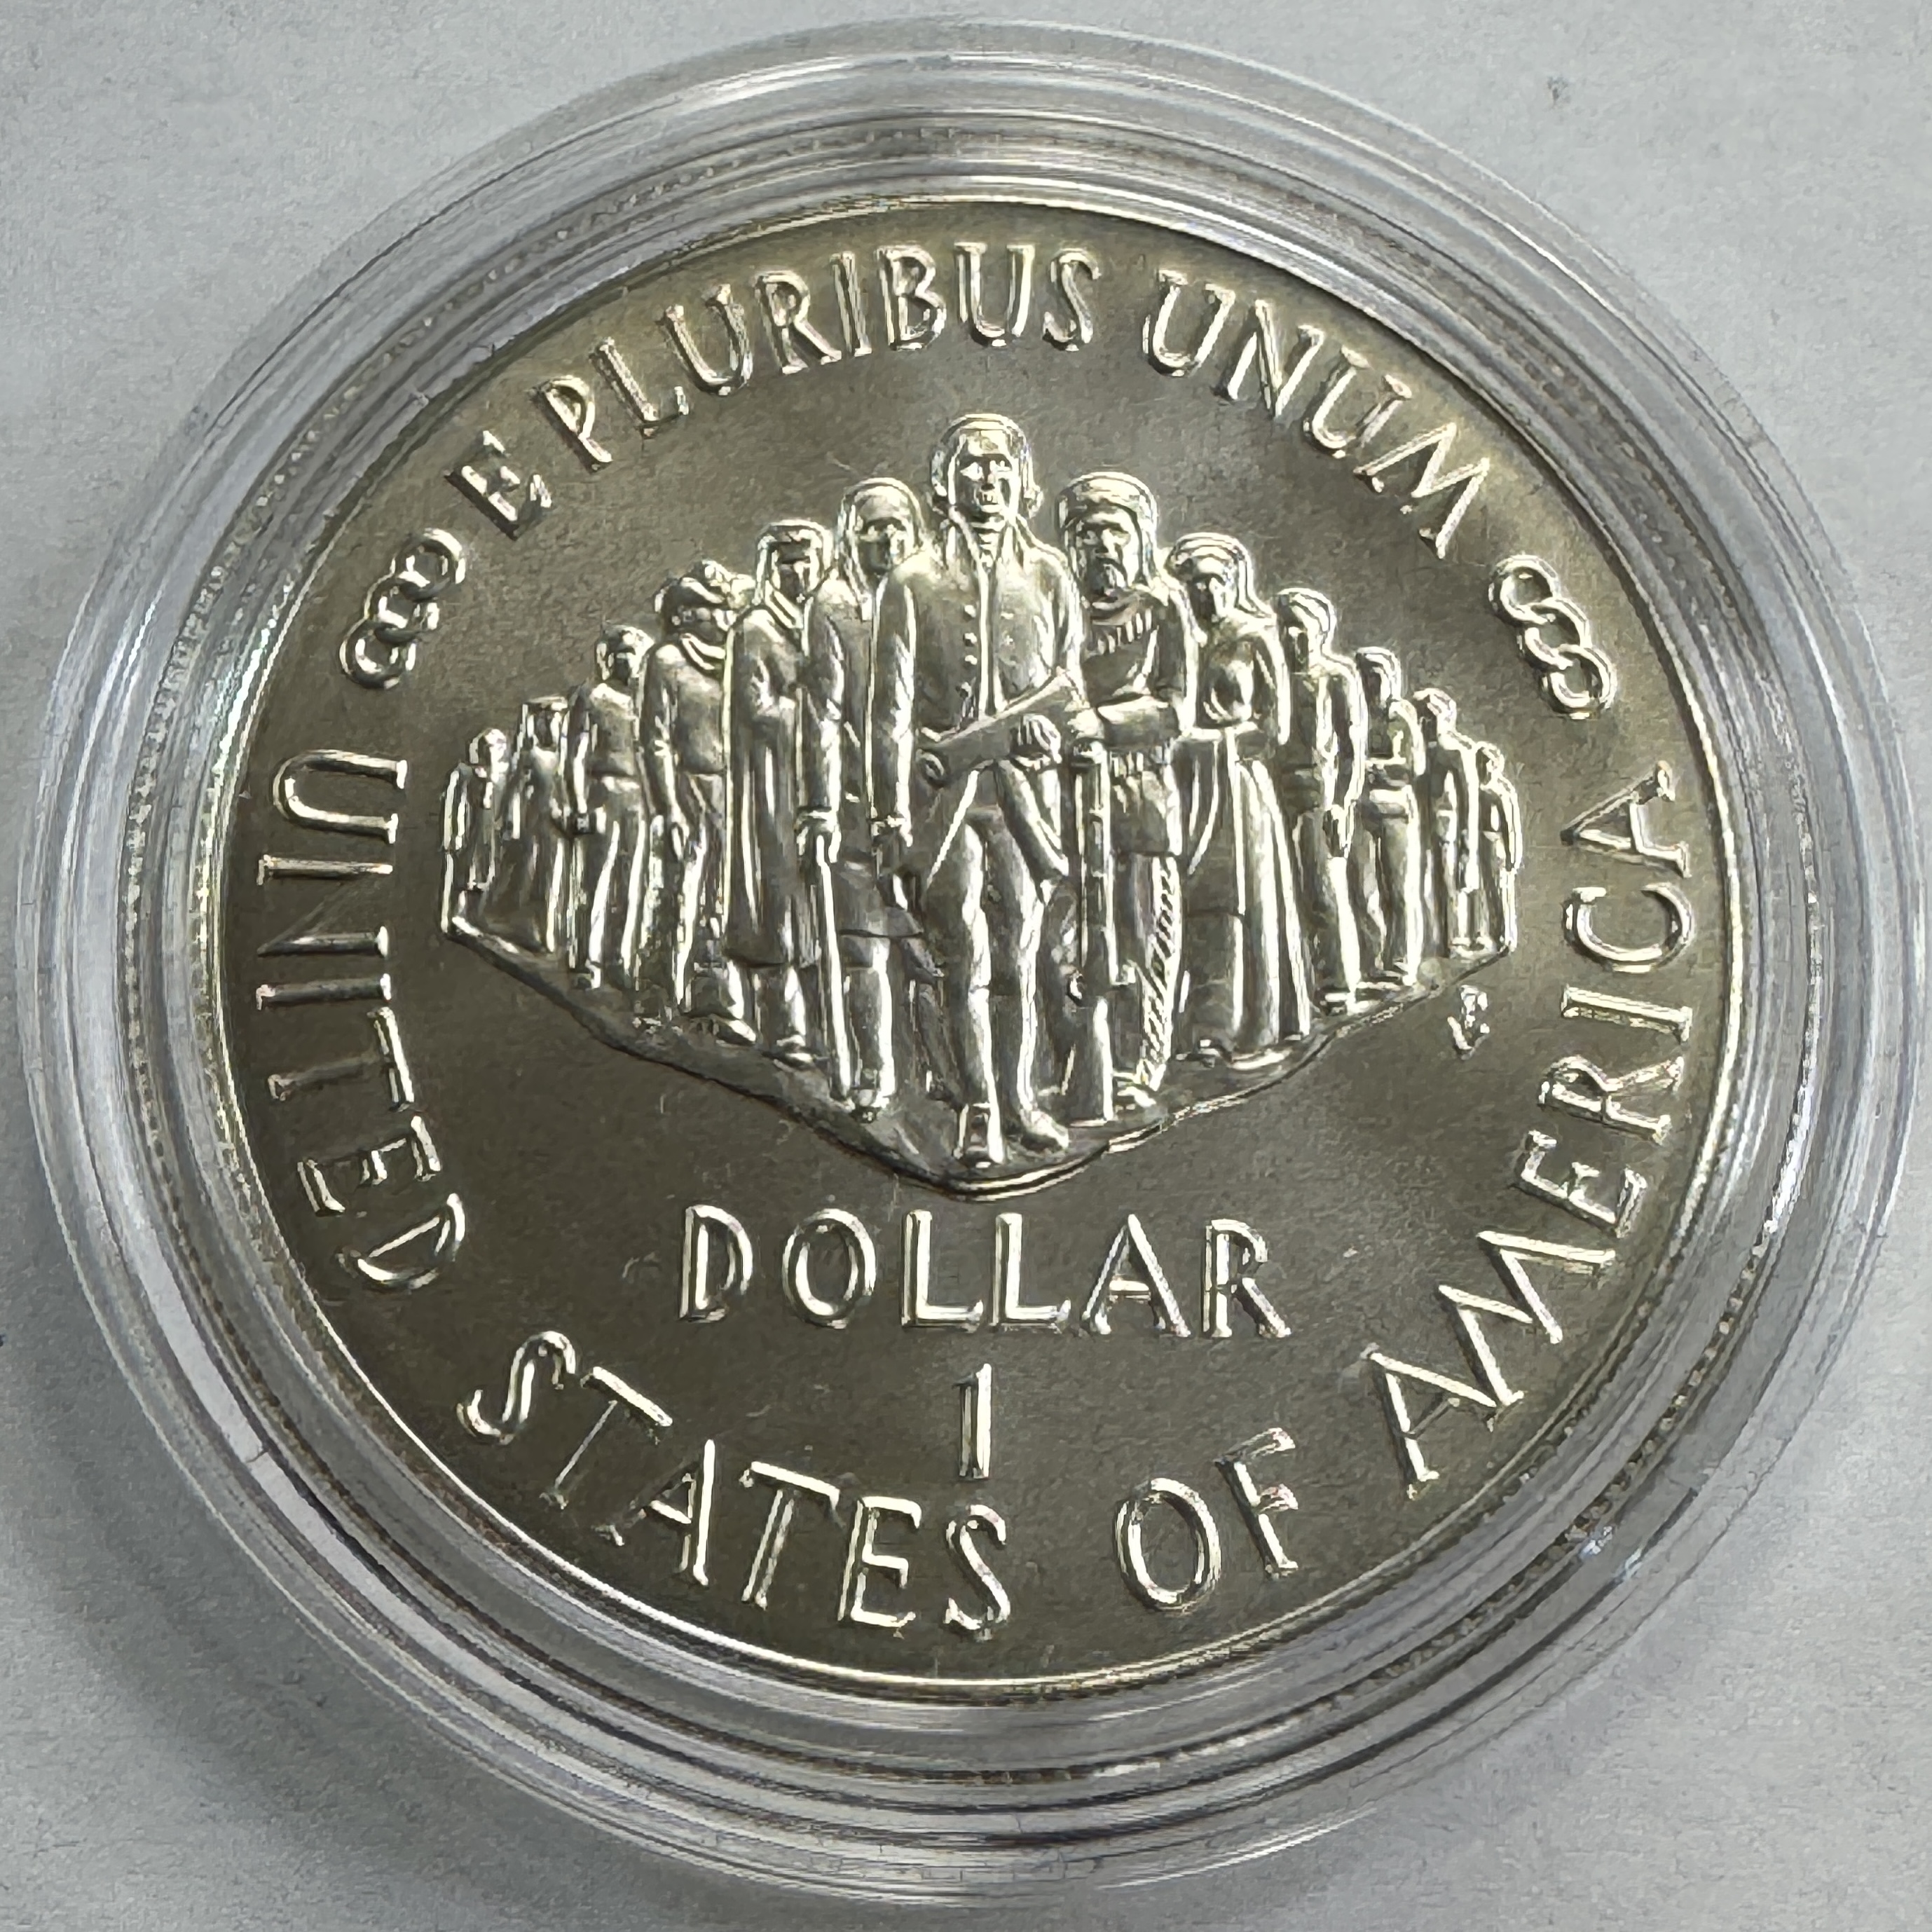 E PLURIBUS UNUM
DOLLAR
1
UNITED STATES OF AMERICA